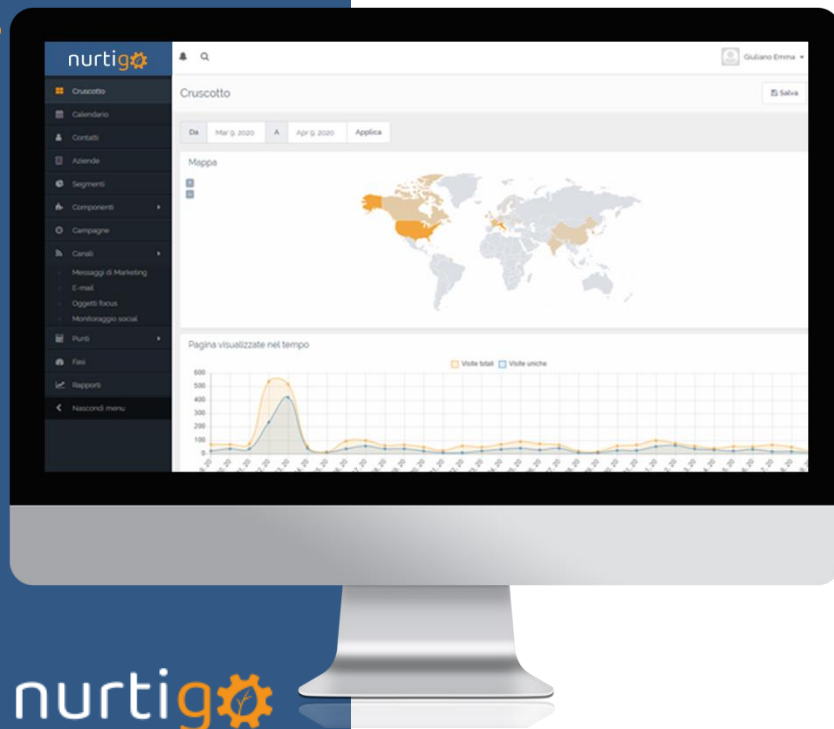 nurtigo
Giuliano Emma
Cruscotto
Calendario
Contatti
Aziende
Segmenti
Componenti
Campagne
Canali
Messaggi di Marketing
E-mail
Oggetti focus
Monitoraggio social
Punti
Fasi
Rapporti
Nascondi menu
Cruscotto
Salva
Da Mar 9, 2020 A Apr 9, 2020 Applica
Mappa
Pagina visualizzate nel tempo
Visite totali Visite uniche
600
500
400
300
200
100
0
nurtigo